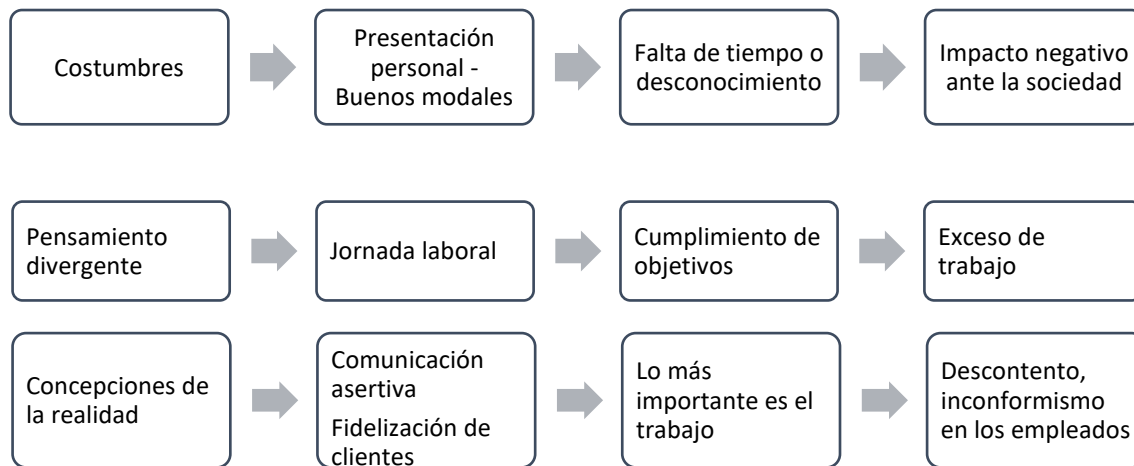 Costumbres
Presentación
personal -
Buenos modales
Falta de tiempo o
desconocimiento
Impacto negativo
ante la sociedad
Pensamiento
divergente
Jornada laboral
Cumplimiento de
objetivos
Exceso de
trabajo
Concepciones de
la realidad
Comunicación
asertiva
Fidelización de
clientes
Lo más
importante es el
trabajo
Descontento,
inconformismo
en los empleados